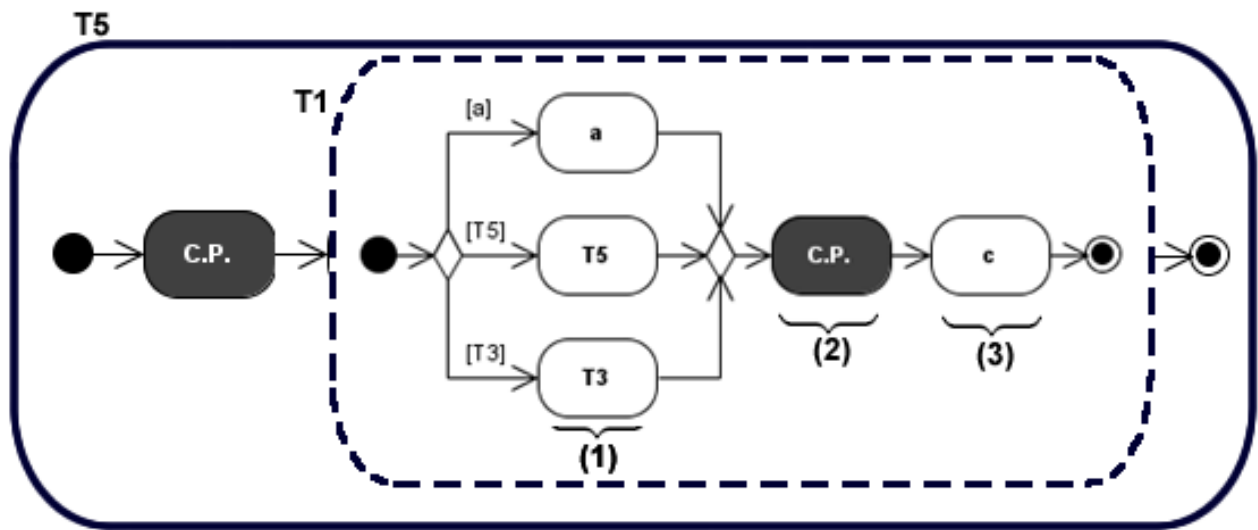 T5
T1
[a]
a
[T5]
C.P.
T5
C.P.
c
(2)
(3)
[T3]
T3
(1)